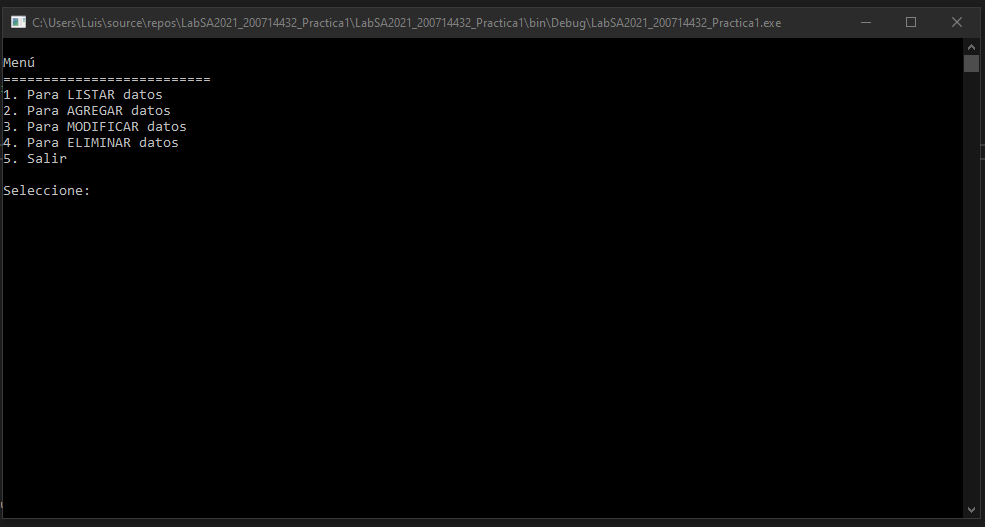 C:\Users\Luis\source\repos\LabSA2021_200714432_Practica1\LabSA2021_200714432_Practica1\bin\Debug\LabSA2021_200714432_Practica1.exe
Menú
==========================
1. Para LISTAR datos
2. Para AGREGAR datos
3. Para MODIFICAR datos
4. Para ELIMINAR datos
5. Salir
Seleccione: